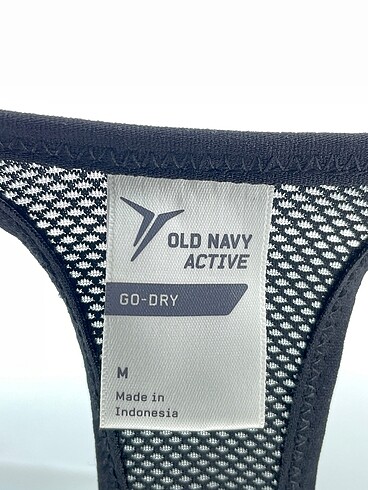 OLD NAVY
ACTIVE
GO-DRY
M
Made in
Indonesia